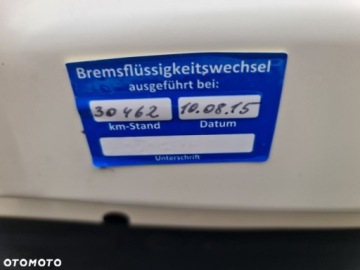 Bremsflüssigkeitswechsel
ausgeführt bei:
30462 10.08.15
km-Stand Datum
Unterschrift
OTOMOTO